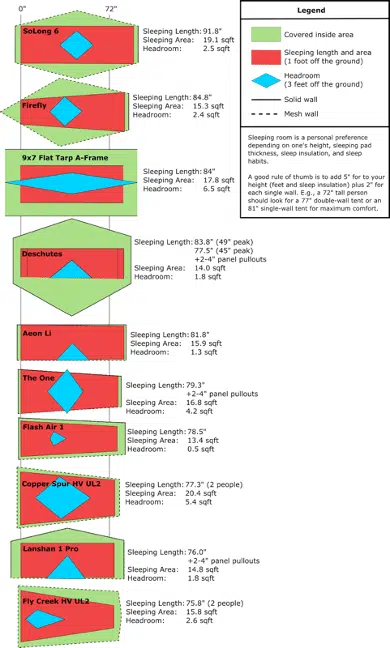 0"
72"
SoLong 6
Sleeping Length: 91.8"
Sleeping Area: 19.1 sqft
Headroom: 2.5 sqft
Firefly
Sleeping Length: 84.8"
Sleeping Area: 15.3 sqft
Headroom: 2.4 sqft
9x7 Flat Tarp A-Frame
Sleeping Length: 84"
Sleeping Area: 17.8 sqft
Headroom: 6.5 sqft
Deschutes
Sleeping Length: 83.8" (49" peak)
77.5" (45" peak)
+2-4" panel pullouts
Sleeping Area: 14.0 sqft
Headroom: 1.8 sqft
Aeon Li
Sleeping Length: 81.8"
Sleeping Area: 15.9 sqft
Headroom: 1.3 sqft
The One
Sleeping Length: 79.3"
+2-4" panel pullouts
Sleeping Area: 16.8 sqft
Headroom: 4.2 sqft
Flash Air 1
Sleeping Length: 78.5"
Sleeping Area: 13.4 sqft
Headroom: 0.5 sqft
Copper Spur HV UL2
Sleeping Length: 77.3" (2 people)
Sleeping Area: 20.4 sqft
Headroom: 5.4 sqft
Lanshan 1 Pro
Sleeping Length: 76.0"
+2-4" panel pullouts
Sleeping Area: 14.8 sqft
Headroom: 1.8 sqft
Fly Creek HV UL2
Sleeping Length: 75.8" (2 people)
Sleeping Area: 15.8 sqft
Headroom: 2.6 sqft
Legend
Covered inside area
Sleeping length and area
(1 foot off the ground)
Headroom
(3 feet off the ground)
Solid wall
Mesh wall
Sleeping room is a personal preference
depending on one's height, sleeping pad
thickness, sleep insulation, and sleep
habits.
A good rule of thumb is to add 5" for to your
height (feet and sleep insulation) plus 2" for
each single wall. E.g., a 72" tall person
should look for a 77" double-wall tent or an
81" single-wall tent for maximum comfort.